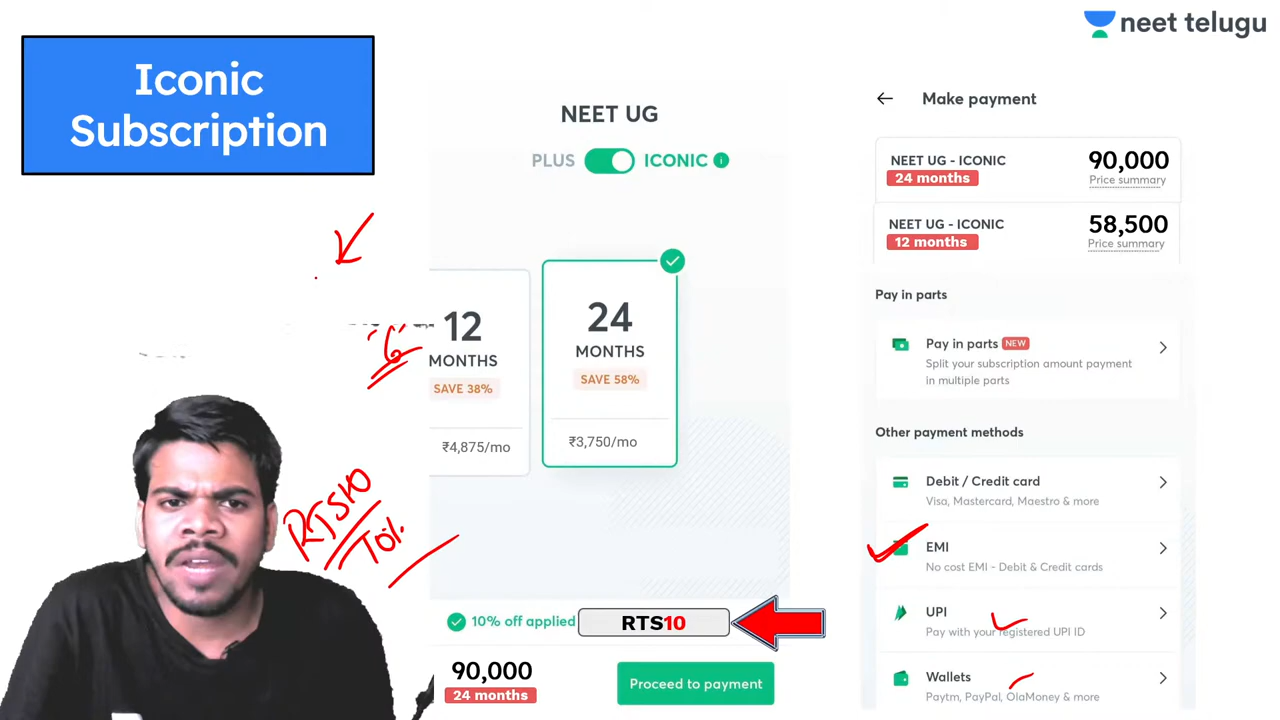 neet telugu
Iconic
Subscription
NEET UG
PLUS
ICONIC
12
MONTHS
SAVE 38%
₹4,875/mo
24
MONTHS
SAVE 58%
₹3,750/mo
"6"
RTS10
10%
10% off applied
RTS10
90,000
24 months
Proceed to payment
Make payment
NEET UG - ICONIC
90,000
24 months
Price summary
NEET UG - ICONIC
58,500
12 months
Price summary
Pay in parts
Pay in parts NEW
Split your subscription amount payment
in multiple parts
Other payment methods
Debit / Credit card
Visa, Mastercard, Maestro & more
EMI
No cost EMI - Debit & Credit cards
UPI
Pay with your registered UPI ID
Wallets
Paytm, PayPal, OlaMoney & more